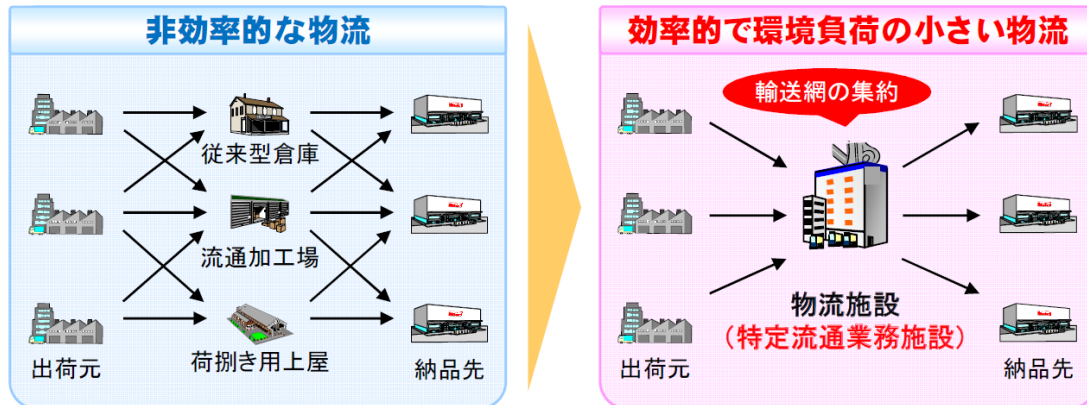 非効率的な物流
従来型倉庫
流通加工場
荷捌き用上屋
出荷元
納品先
効率的で環境負荷の小さい物流
輸送網の集約
物流施設
（特定流通業務施設）
出荷元
納品先